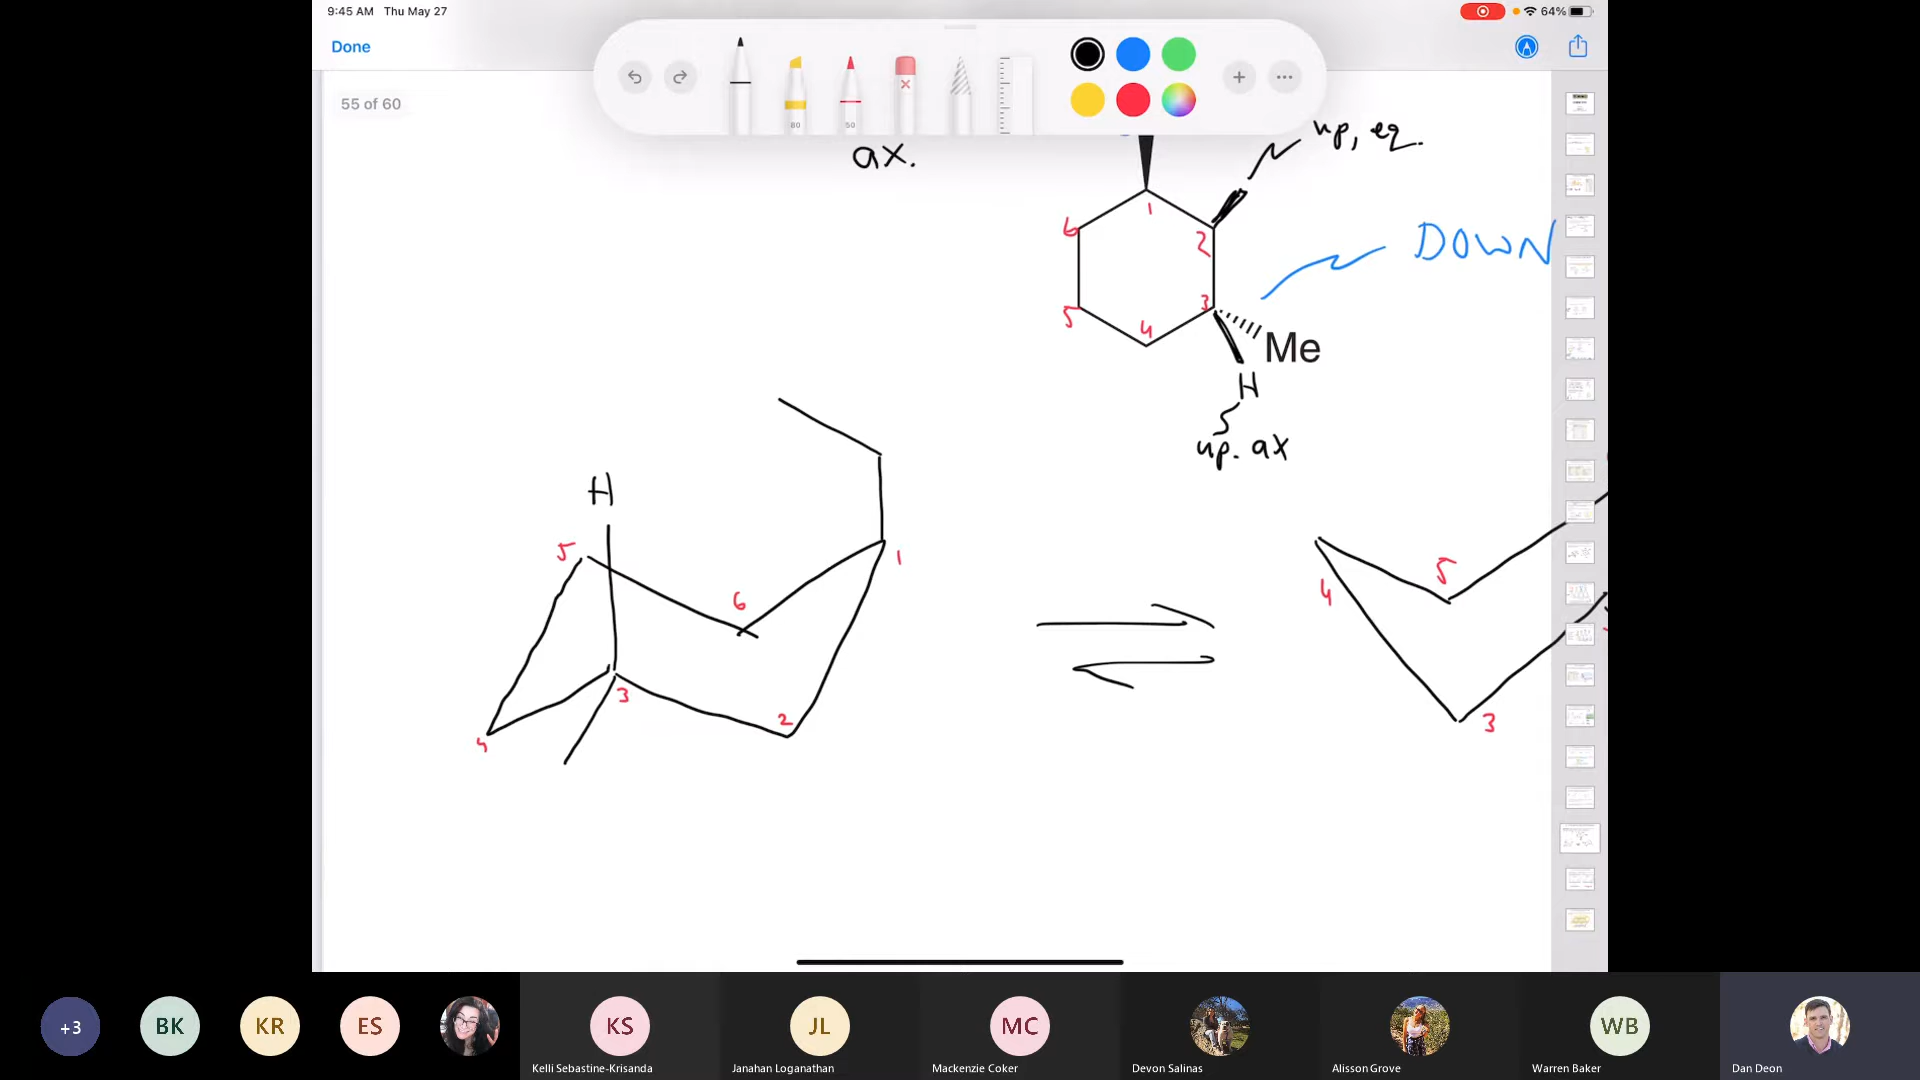 9:45 AM Thu May 27
64%
Done
55 of 60
80
50
ax.
up, eq.
1
6
2
DOWN
5
3
4
Me
H
up. ax
H
5
1
6
3
2
4
4
5
3
+3
BK
KR
ES
KS
JL
MC
WB
Kelli Sebastine-Krisanda
Janahan Loganathan
Mackenzie Coker
Devon Salinas
Alisson Grove
Warren Baker
Dan Deon